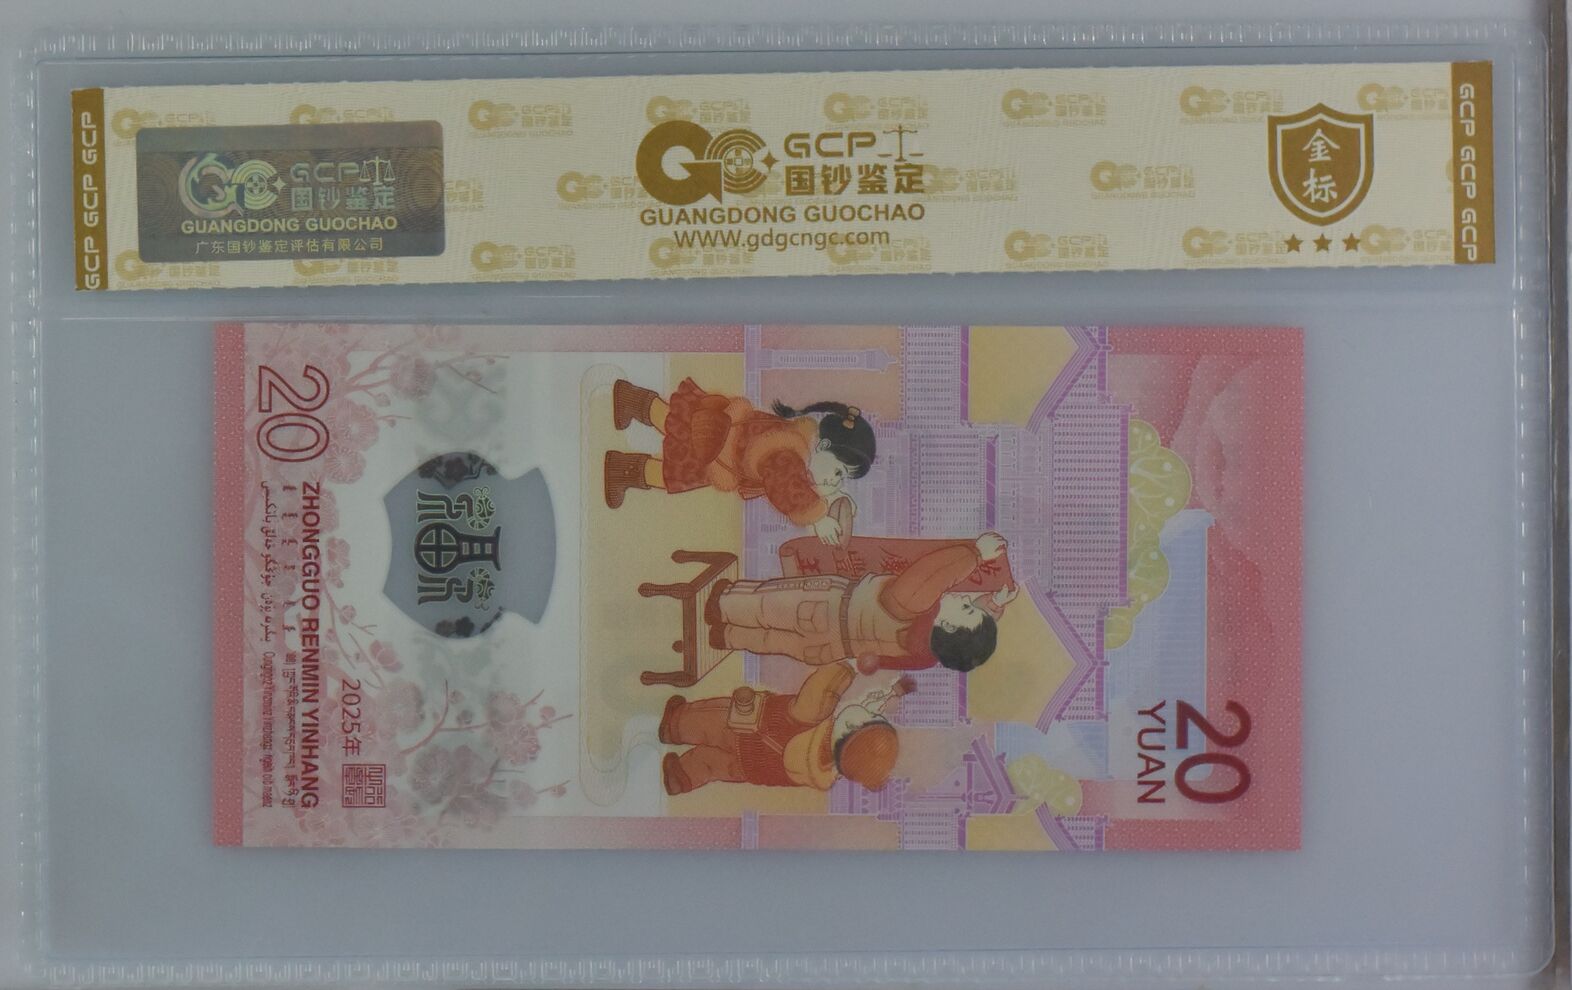 GCP GCP GCP
GCP
国钞鉴定
GUANGDONG GUOCHAO
广东国钞鉴定评估有限公司
GCP
国钞鉴定
GUANGDONG GUOCHAO
WWW.gdgcngc.com
金
标
GCP GCP GCP
20
ZHONGGUO RENMIN YINHANG
2025年
20
YUAN